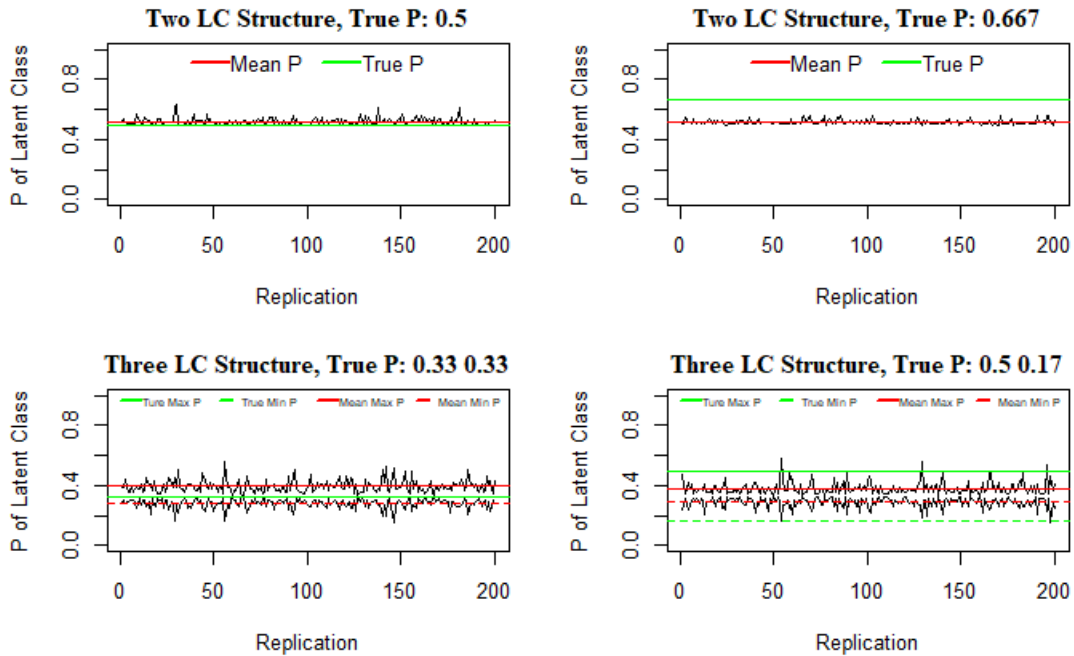 Two LC Structure, True P: 0.5
P of Latent Class
0.0 0.4 0.8
Mean P True P
0 50 100 150 200
Replication
Two LC Structure, True P: 0.667
P of Latent Class
0.0 0.4 0.8
Mean P True P
0 50 100 150 200
Replication
Three LC Structure, True P: 0.33 0.33
P of Latent Class
0.0 0.4 0.8
Ture Max P True Min P Mean Max P Mean Min P
0 50 100 150 200
Replication
Three LC Structure, True P: 0.5 0.17
P of Latent Class
0.0 0.4 0.8
Ture Max P True Min P Mean Max P Mean Min P
0 50 100 150 200
Replication